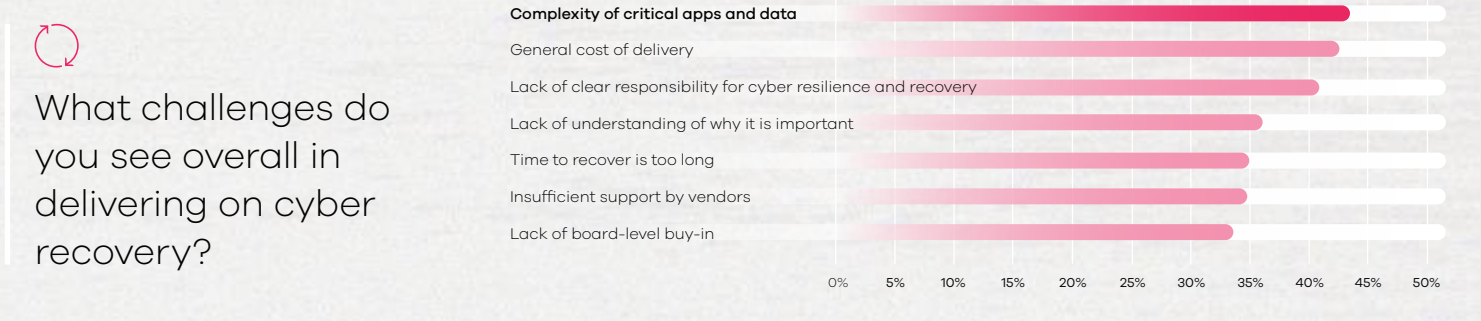 What challenges do
you see overall in
delivering on cyber
recovery?
Complexity of critical apps and data
General cost of delivery
Lack of clear responsibility for cyber resilience and recovery
Lack of understanding of why it is important
Time to recover is too long
Insufficient support by vendors
Lack of board-level buy-in
0% 5% 10% 15% 20% 25% 30% 35% 40% 45% 50%